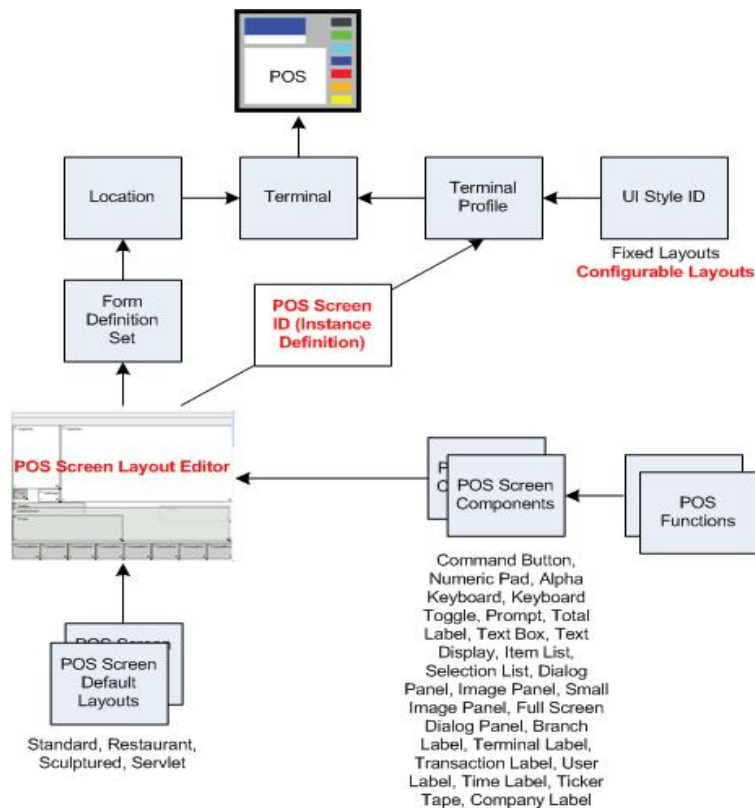 POS
Location
Terminal
Terminal
Profile
UI Style ID
Fixed Layouts
Configurable Layouts
Form
Definition
Set
POS Screen
ID (Instance
Definition)
POS Screen Layout Editor
POS Screen
Components
POS
Functions
Command Button,
Numeric Pad, Alpha
Keyboard, Keyboard
Toggle, Prompt, Total
Label, Text Box, Text
Display, Item List,
Selection List, Dialog
Panel, Image Panel, Small
Image Panel, Full Screen
Dialog Panel, Branch
Label, Terminal Label,
Transaction Label, User
Label, Time Label, Ticker
Tape, Company Label
POS Screen
POS Screen
Default
Layouts
Standard, Restaurant,
Sculptured, Servlet